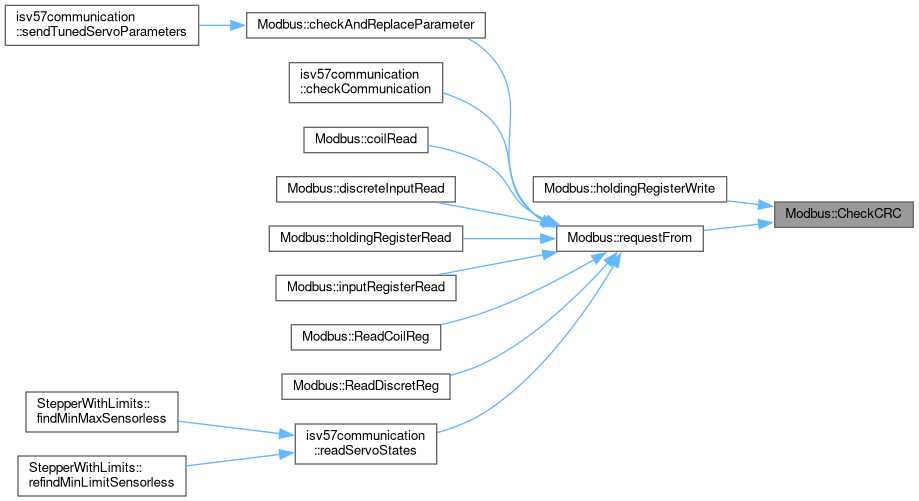 isv57communication
::sendTunedServoParameters
Modbus::checkAndReplaceParameter
isv57communication
::checkCommunication
Modbus::coilRead
Modbus::discreteInputRead
Modbus::holdingRegisterRead
Modbus::inputRegisterRead
Modbus::ReadCoilReg
Modbus::ReadDiscretReg
isv57communication
::readServoStates
StepperWithLimits::
findMinMaxSensorless
StepperWithLimits::
refindMinLimitSensorless
Modbus::holdingRegisterWrite
Modbus::requestFrom
Modbus::CheckCRC